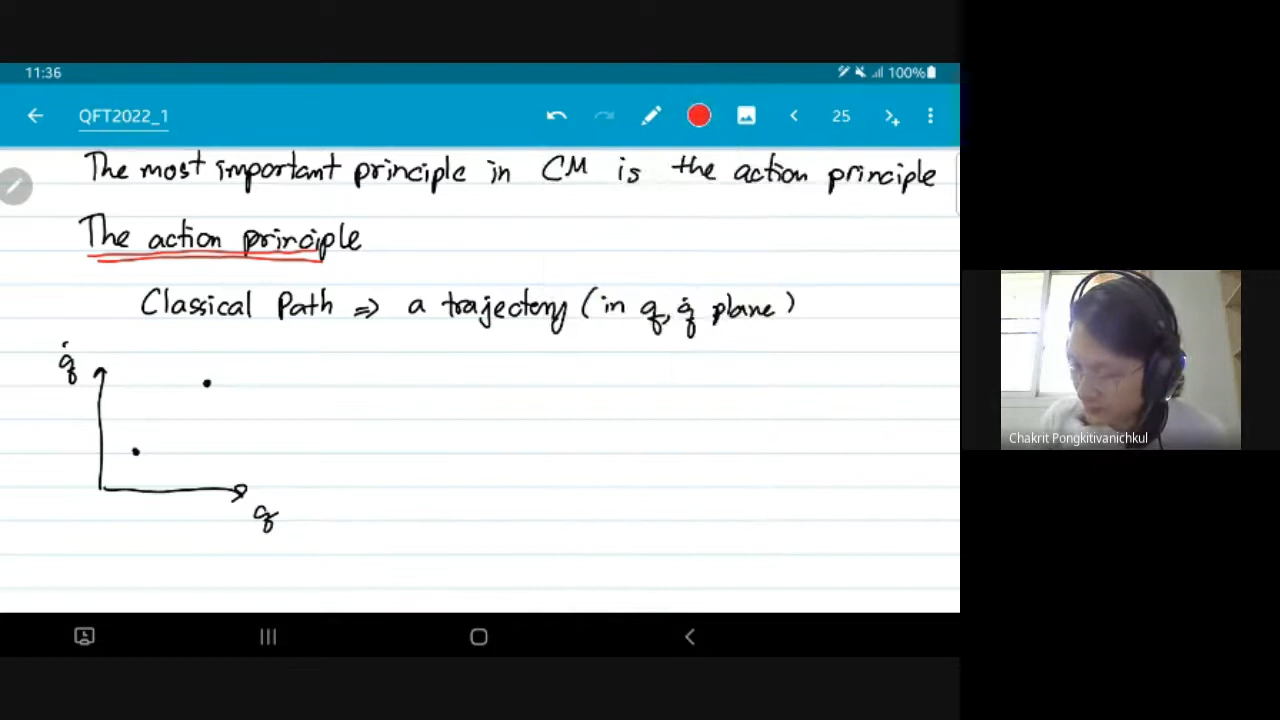 11:36
100%
QFT2022_1
25
The most important principle in CM is the action principle
The action principle
Classical Path ⇒ a trajectory (in q, q̇ plane)
q̇
q
Chakrit Pongkitivanichkul